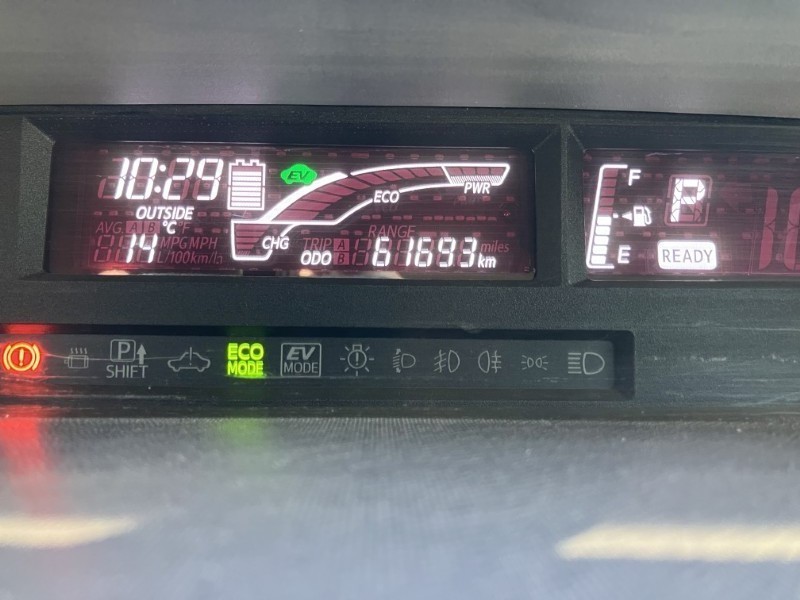 10:29
EV
ECO
PWR
OUTSIDE
AVG. A B °C °F
14 MPG MPH
L/100km/h
CHG
TRIP A
RANGE
ODO B 61693 miles
km
F
E
P
READY
P
SHIFT
ECO
MODE
EV
MODE